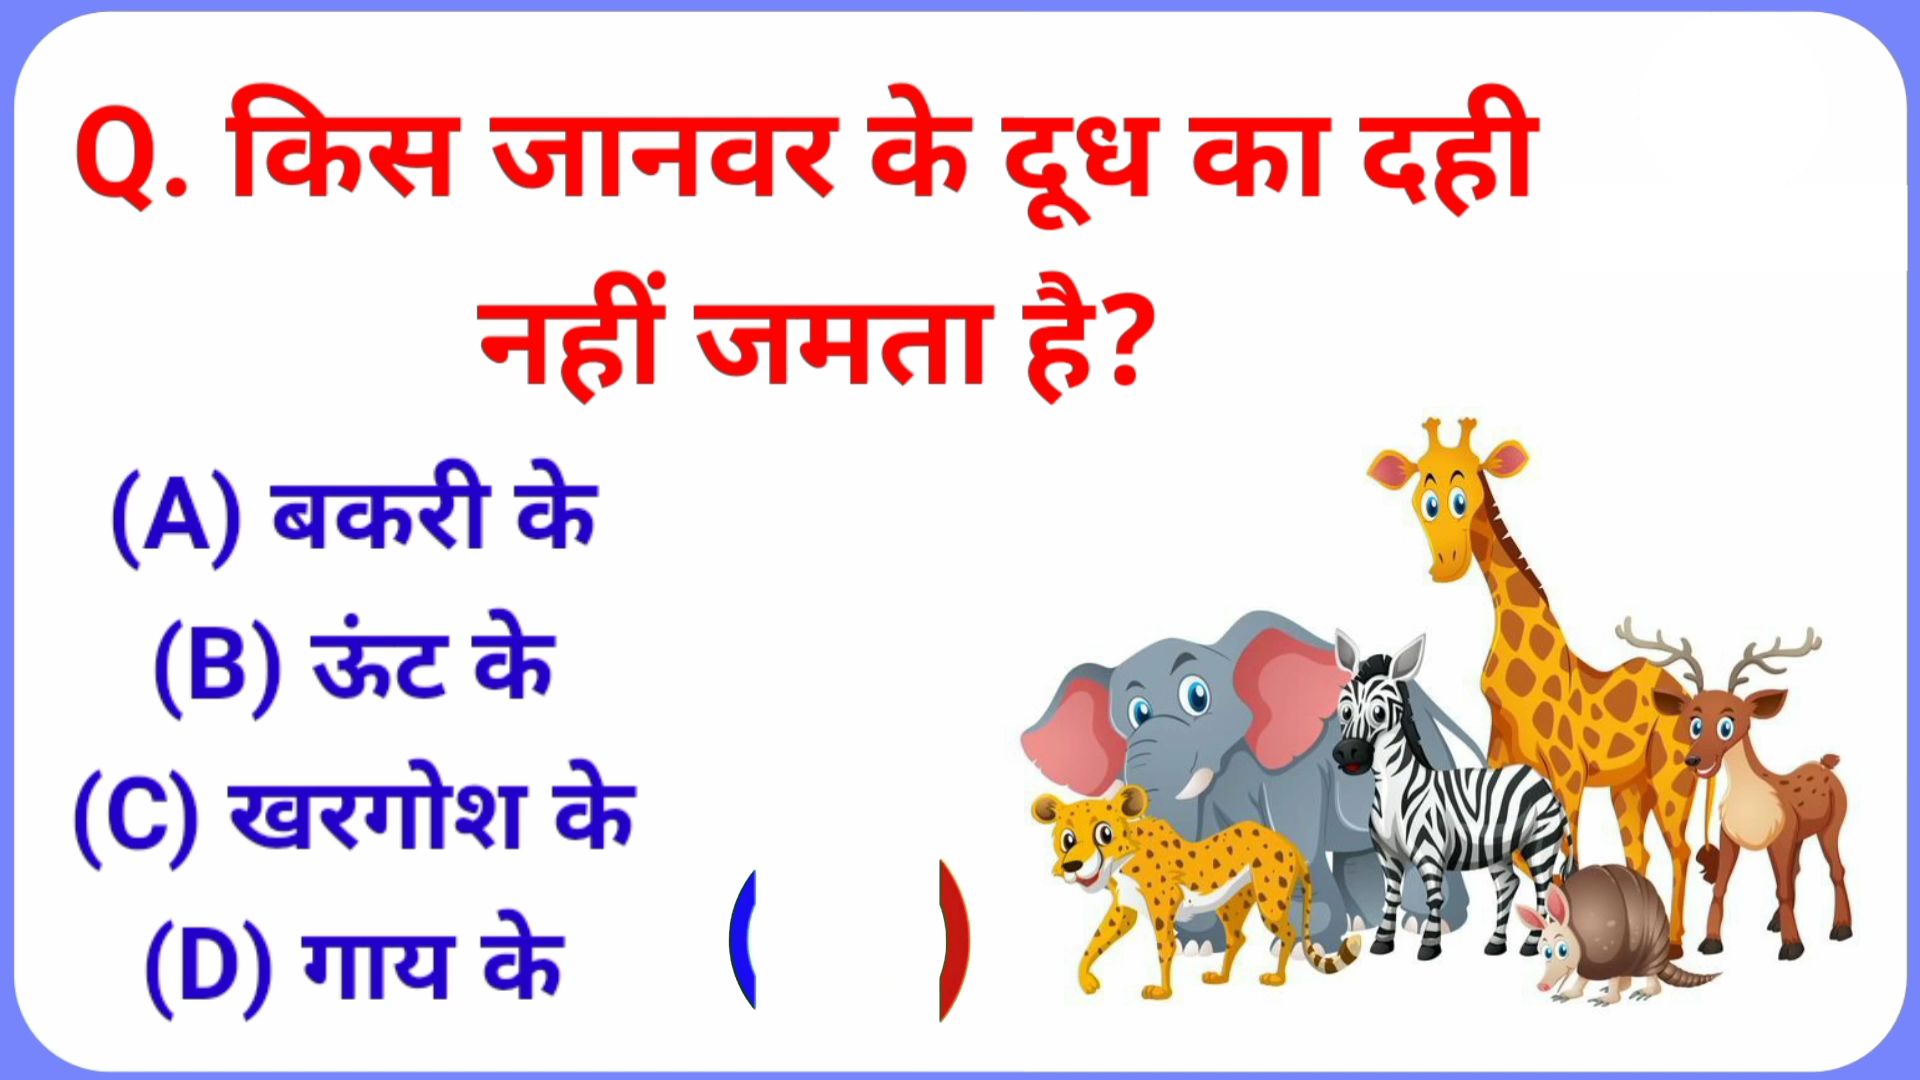 Q. किस जानवर के दूध का दही
नहीं जमता है?
(A) बकरी के
(B) ऊंट के
(C) खरगोश के
(D) गाय के
( )